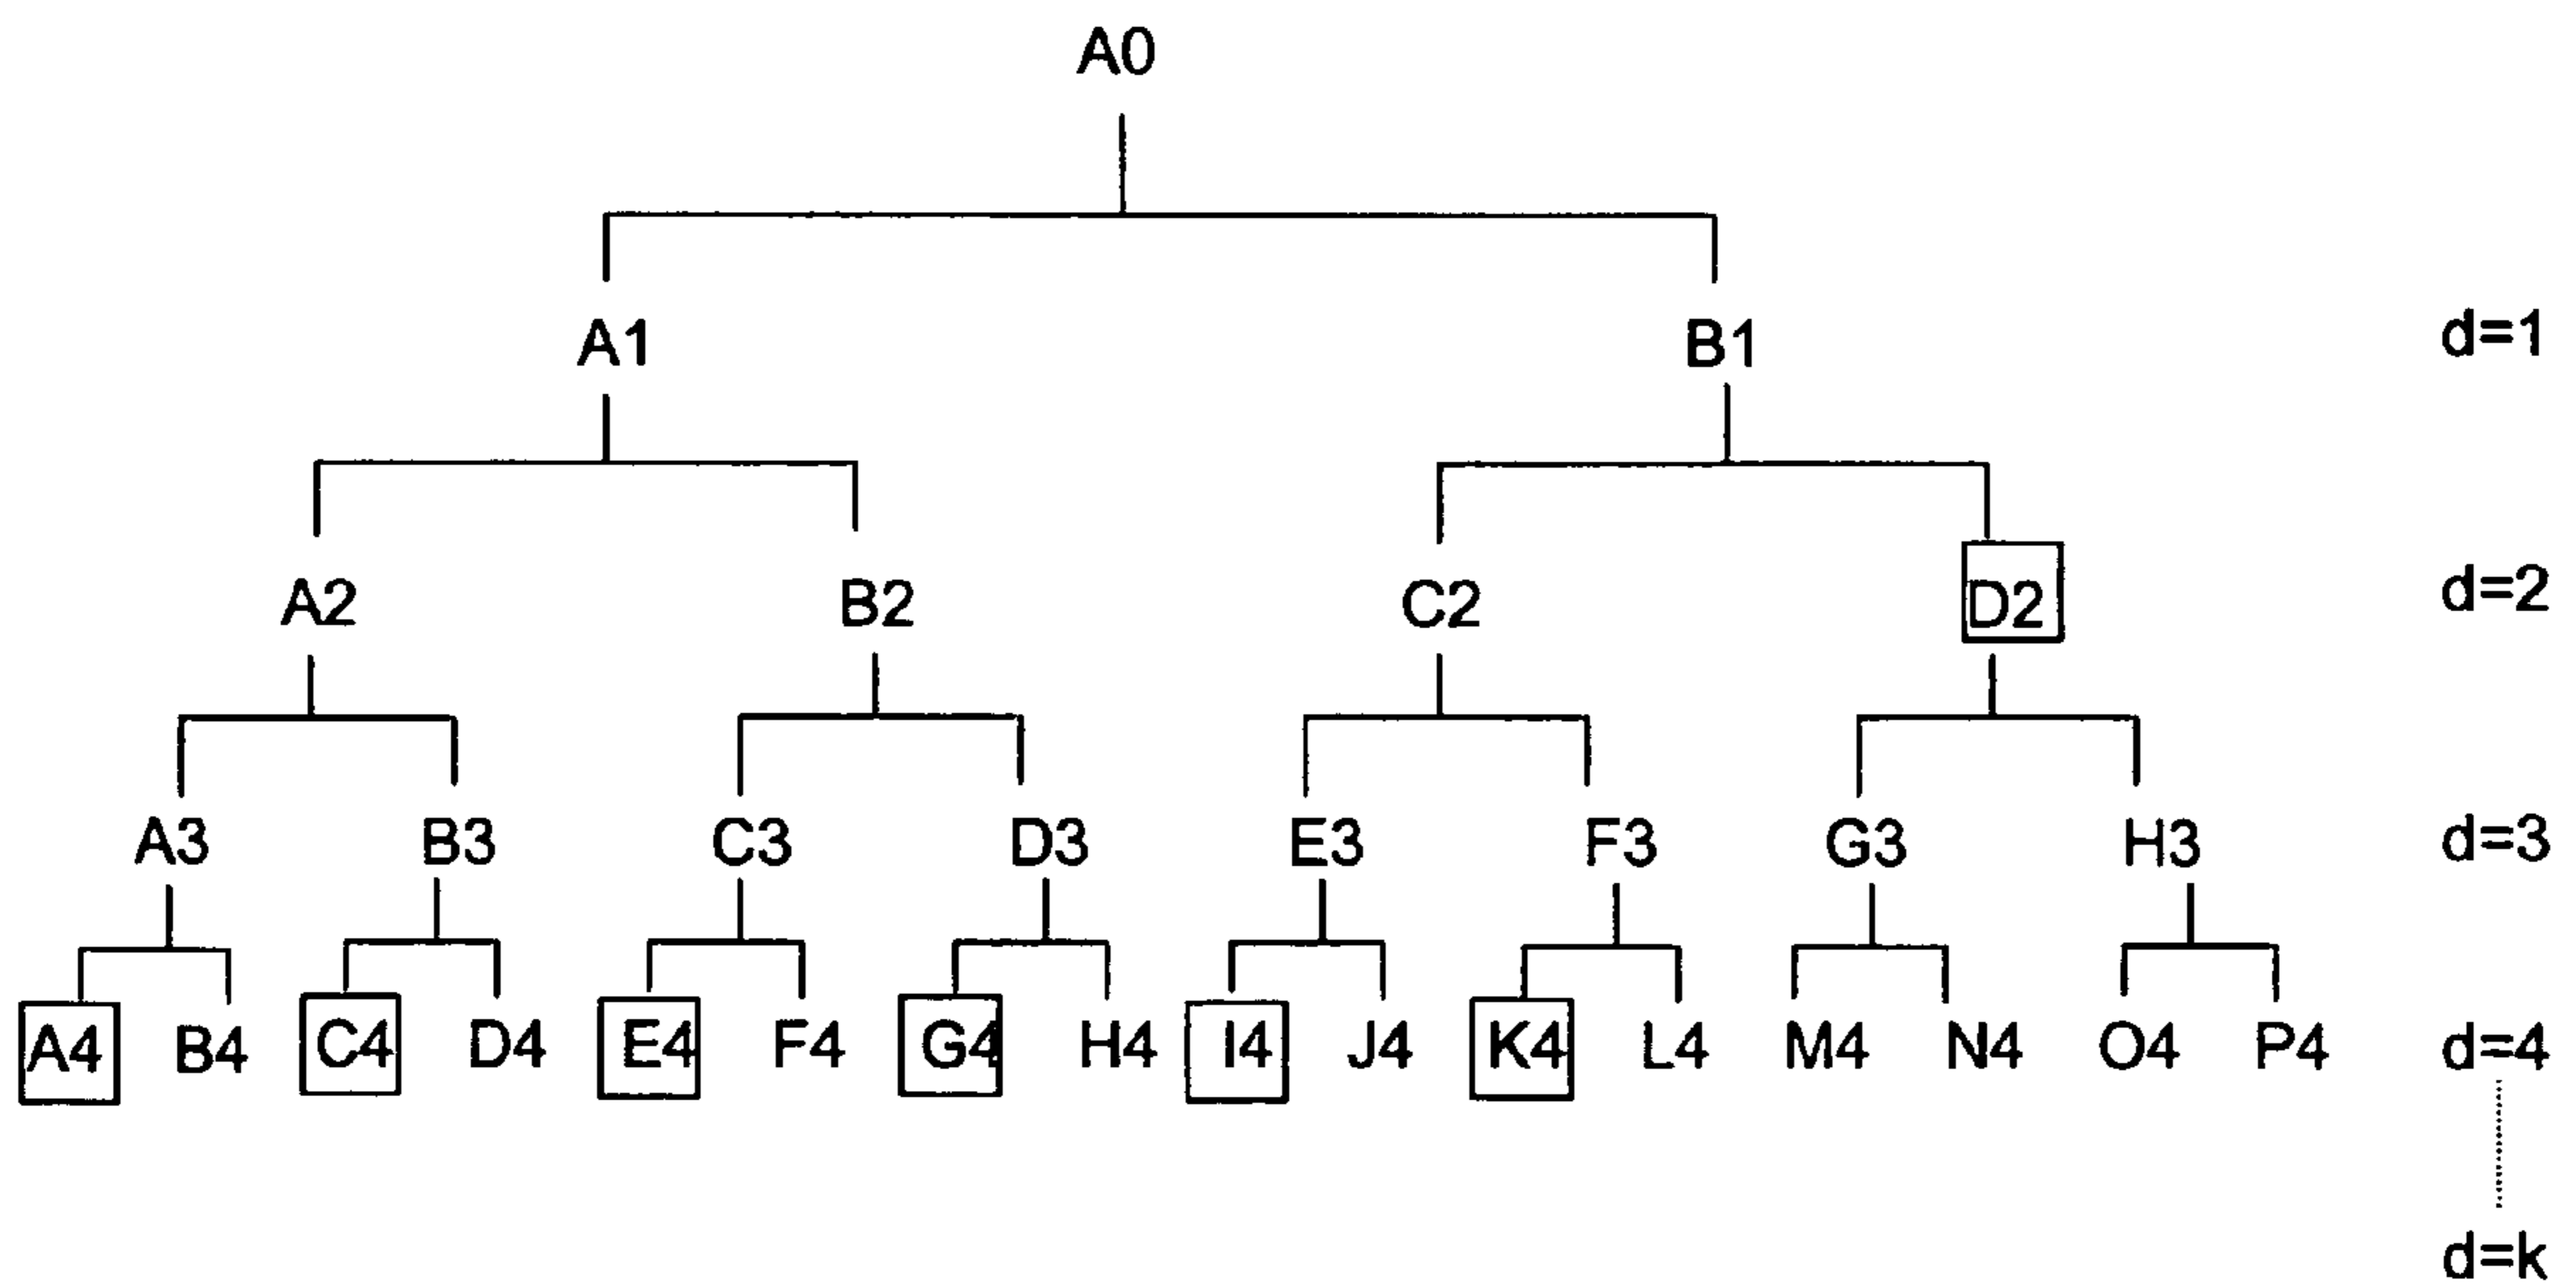 A0
A1 B1 d=1
A2 B2 C2 D2 d=2
A3 B3 C3 D3 E3 F3 G3 H3 d=3
A4 B4 C4 D4 E4 F4 G4 H4 I4 J4 K4 L4 M4 N4 O4 P4 d=4
d=k